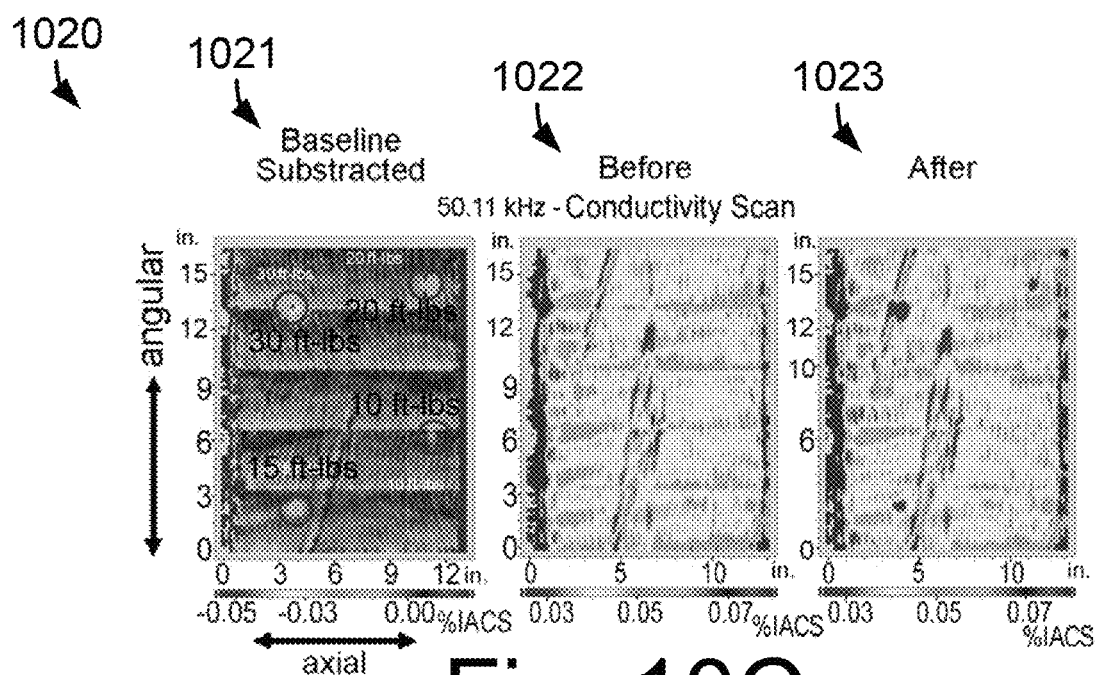 1020
1021
1022
1023
Baseline
Substracted
Before
After
50.11 kHz - Conductivity Scan
in.
in.
in.
angular
15
12
9
6
3
0
20 ft-lbs
30 ft-lbs
10 ft-lbs
15 ft-lbs
15
12
9
6
3
0
15
12
10
6
3
0
0 3 6 9 12 in.
0 5 10 in.
0 5 10
-0.05 -0.03 0.00 %IACS
0.03 0.05 0.07 %IACS
0.03 0.05 0.07
%IACS
axial